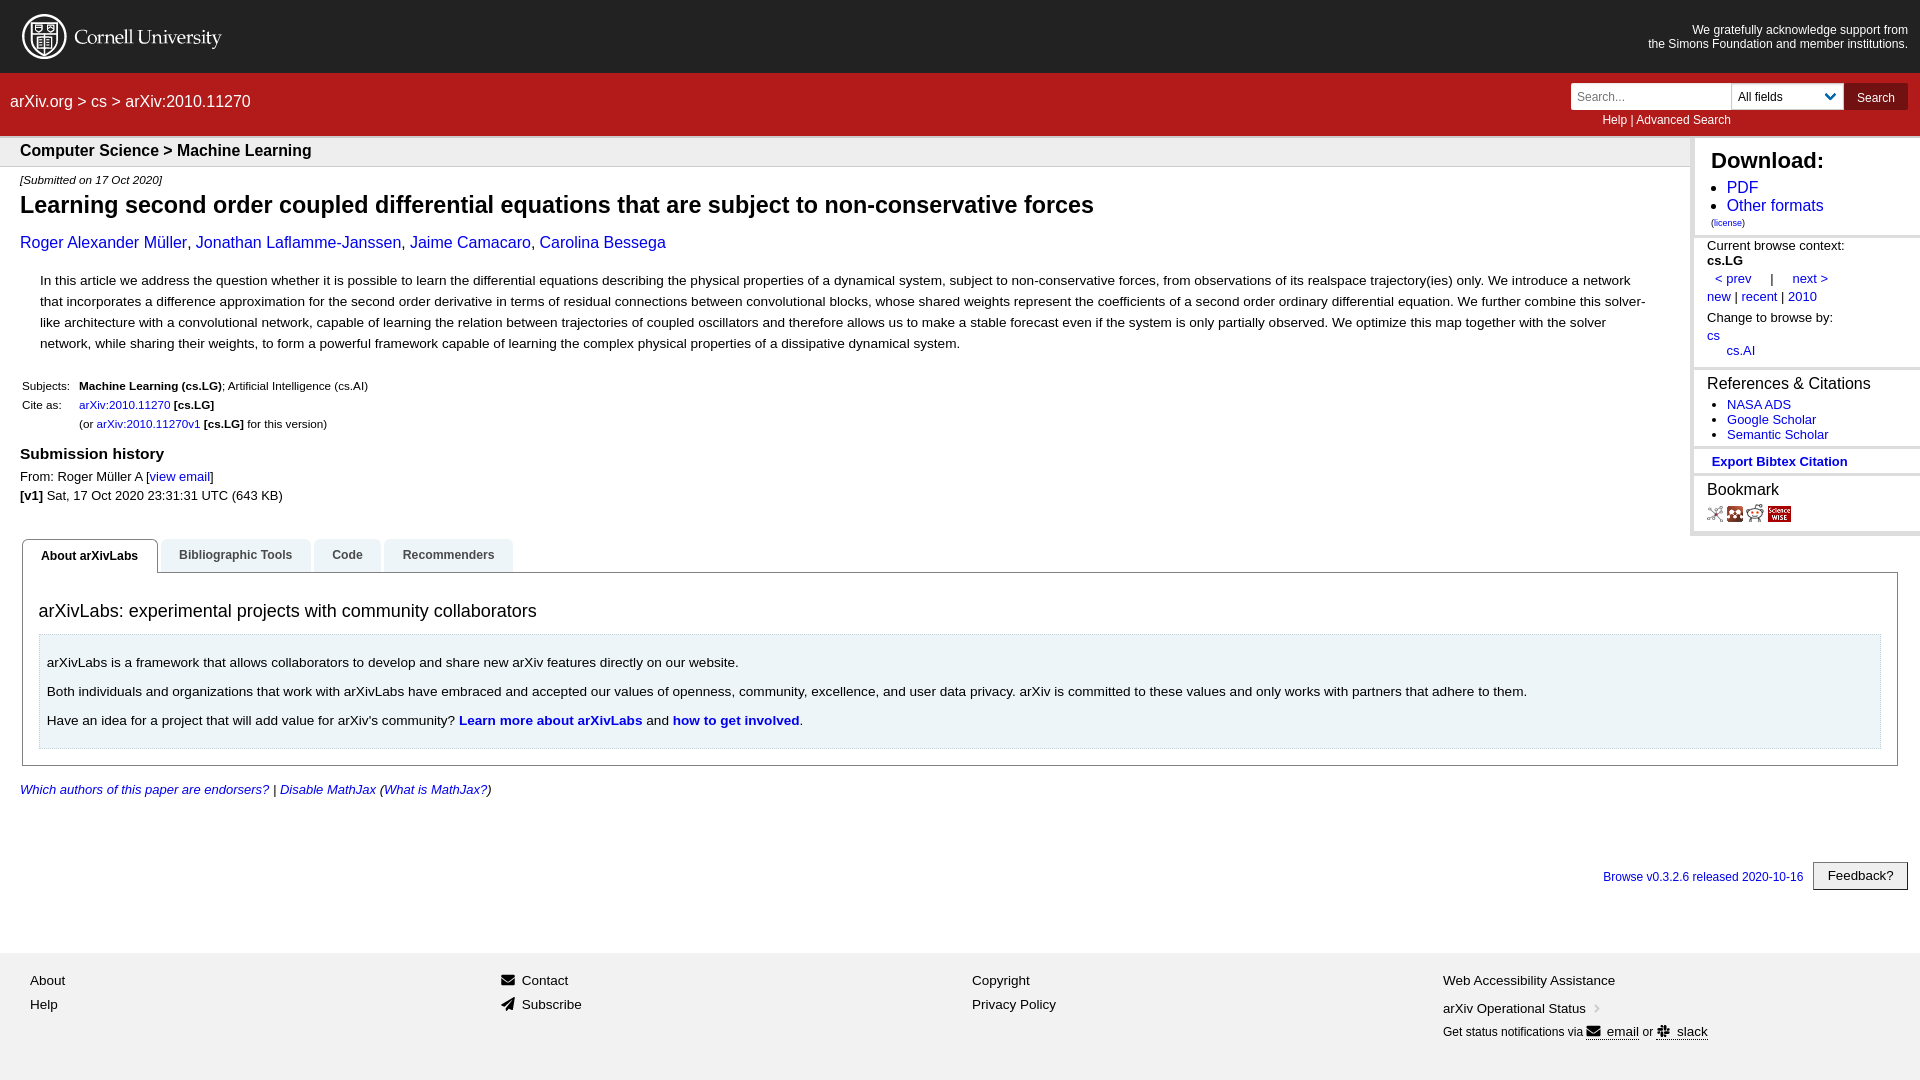 Cornell University
We gratefully acknowledge support from
the Simons Foundation and member institutions.
arXiv.org > cs > arXiv:2010.11270
Search...
All fields
Search
Help | Advanced Search
Computer Science > Machine Learning
[Submitted on 17 Oct 2020]
Learning second order coupled differential equations that are subject to non-conservative forces
Roger Alexander Müller, Jonathan Laflamme-Janssen, Jaime Camacaro, Carolina Bessega
In this article we address the question whether it is possible to learn the differential equations describing the physical properties of a dynamical system, subject to non-conservative forces, from observations of its realspace trajectory(ies) only. We introduce a network
that incorporates a difference approximation for the second order derivative in terms of residual connections between convolutional blocks, whose shared weights represent the coefficients of a second order ordinary differential equation. We further combine this solver-
like architecture with a convolutional network, capable of learning the relation between trajectories of coupled oscillators and therefore allows us to make a stable forecast even if the system is only partially observed. We optimize this map together with the solver
network, while sharing their weights, to form a powerful framework capable of learning the complex physical properties of a dissipative dynamical system.
Subjects: Machine Learning (cs.LG); Artificial Intelligence (cs.AI)
Cite as: arXiv:2010.11270 [cs.LG]
(or arXiv:2010.11270v1 [cs.LG] for this version)
Submission history
From: Roger Müller A [view email]
[v1] Sat, 17 Oct 2020 23:31:31 UTC (643 KB)
Download:
PDF
Other formats
(license)
Current browse context:
cs.LG
< prev | next >
new | recent | 2010
Change to browse by:
cs
cs.AI
References & Citations
NASA ADS
Google Scholar
Semantic Scholar
Export Bibtex Citation
Bookmark
Science
WISE
About arXivLabs
Bibliographic Tools
Code
Recommenders
arXivLabs: experimental projects with community collaborators
arXivLabs is a framework that allows collaborators to develop and share new arXiv features directly on our website.
Both individuals and organizations that work with arXivLabs have embraced and accepted our values of openness, community, excellence, and user data privacy. arXiv is committed to these values and only works with partners that adhere to them.
Have an idea for a project that will add value for arXiv's community? Learn more about arXivLabs and how to get involved.
Which authors of this paper are endorsers? | Disable MathJax (What is MathJax?)
Browse v0.3.2.6 released 2020-10-16
Feedback?
About
Help
Contact
Subscribe
Copyright
Privacy Policy
Web Accessibility Assistance
arXiv Operational Status
Get status notifications via email or slack